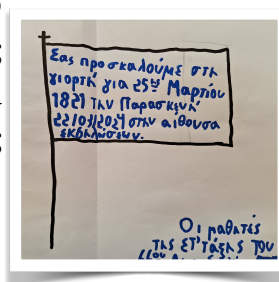 Σας προσκαλούμε στη
γιορτή για 25ης Μαρτίου
1821 την Παρασκευή
22/03/2024 στην αίθουσα
εκδηλώσεων.
Οι μαθητές
της ΣΤ' τάξης του